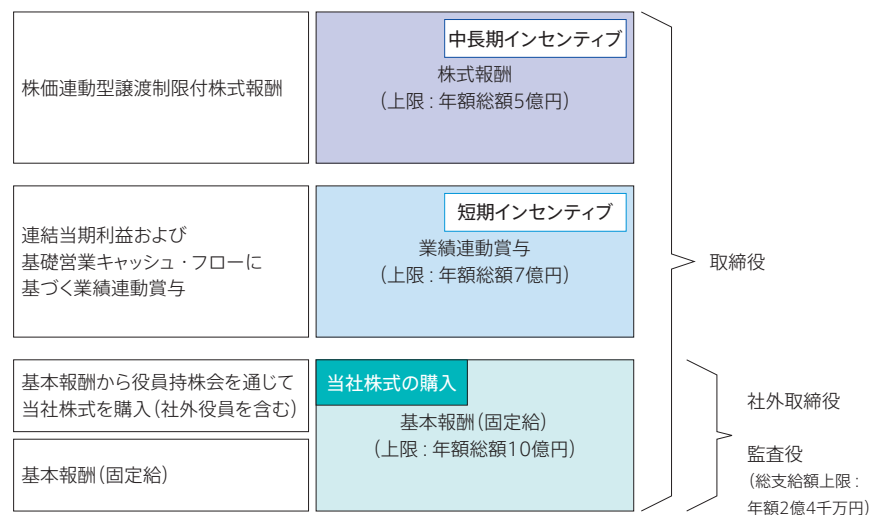 株価連動型譲渡制限付株式報酬
中長期インセンティブ
株式報酬
(上限：年額総額5億円)
連結当期利益および
基礎営業キャッシュ・フローに
基づく業績連動賞与
短期インセンティブ
業績連動賞与
(上限：年額総額7億円)
取締役
基本報酬から役員持株会を通じて
当社株式を購入(社外役員を含む)
基本報酬(固定給)
当社株式の購入
基本報酬(固定給)
(上限：年額総額10億円)
社外取締役
監査役
(総支給額上限：
年額2億4千万円)